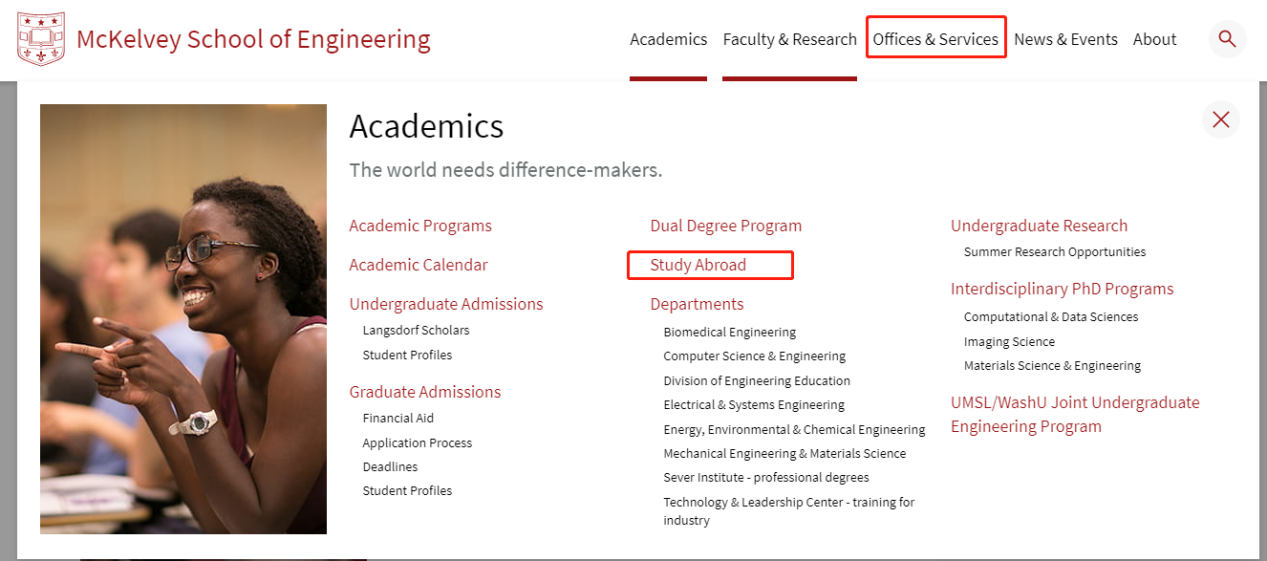 McKelvey School of Engineering
Academics Faculty & Research Offices & Services News & Events About
Academics
The world needs difference-makers.
Academic Programs
Academic Calendar
Undergraduate Admissions
Langsdorf Scholars
Student Profiles
Graduate Admissions
Financial Aid
Application Process
Deadlines
Student Profiles
Dual Degree Program
Study Abroad
Departments
Biomedical Engineering
Computer Science & Engineering
Division of Engineering Education
Electrical & Systems Engineering
Energy, Environmental & Chemical Engineering
Mechanical Engineering & Materials Science
Sever Institute - professional degrees
Technology & Leadership Center - training for
industry
Undergraduate Research
Summer Research Opportunities
Interdisciplinary PhD Programs
Computational & Data Sciences
Imaging Science
Materials Science & Engineering
UMSL/WashU Joint Undergraduate
Engineering Program